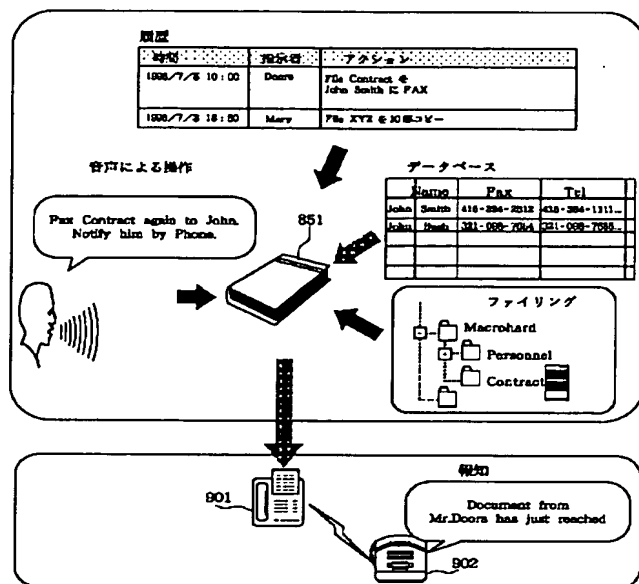 履歴
時間 指示者 アクション
1998/7/6 10:00 Doors File Contract を
John Smith に FAX
Mary File XYZ を 10部コピー
音声による操作
データベース
Name Fax Tel
John Smith
John
Fax Contract again to John.
Notify him by Phone.
851
ファイリング
Macrohard
Personnel
Contract
報知
901
Document from
Mr.Doors has just reached
902